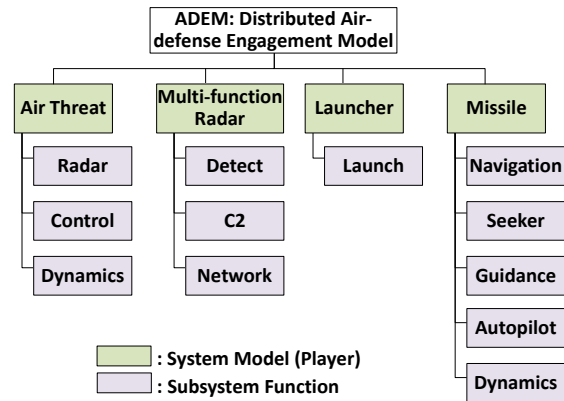 ADEM: Distributed Air-
defense Engagement Model
Air Threat
Radar
Control
Dynamics
Multi-function
Radar
Detect
C2
Network
Launcher
Launch
Missile
Navigation
Seeker
Guidance
Autopilot
Dynamics
: System Model (Player)
: Subsystem Function